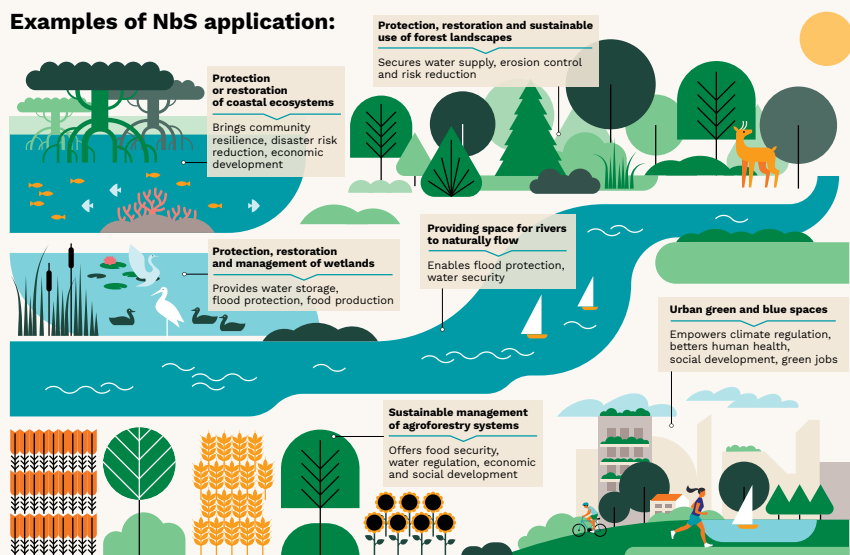 Examples of NbS application:
Protection, restoration and sustainable
use of forest landscapes
Secures water supply, erosion control
and risk reduction
Protection
or restoration
of coastal ecosystems
Brings community
resilience, disaster risk
reduction, economic
development
Providing space for rivers
to naturally flow
Enables flood protection,
water security
Protection, restoration
and management of wetlands
Provides water storage,
flood protection, food production
Urban green and blue spaces
Empowers climate regulation,
betters human health,
social development, green jobs
Sustainable management
of agroforestry systems
Offers food security,
water regulation, economic
and social development